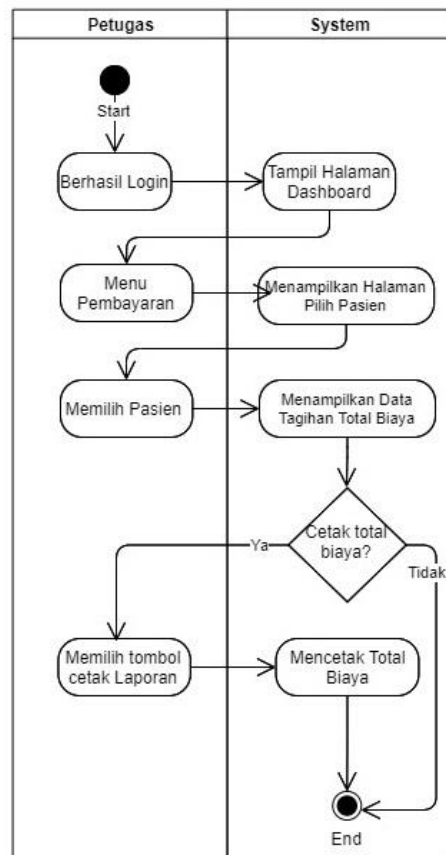 Petugas
System
Start
Berhasil Login
Tampil Halaman
Dashboard
Menu
Pembayaran
Menampilkan Halaman
Pilih Pasien
Memilih Pasien
Menampilkan Data
Tagihan Total Biaya
Cetak total
biaya?
Ya
Tidak
Memilih tombol
cetak Laporan
Mencetak Total
Biaya
End